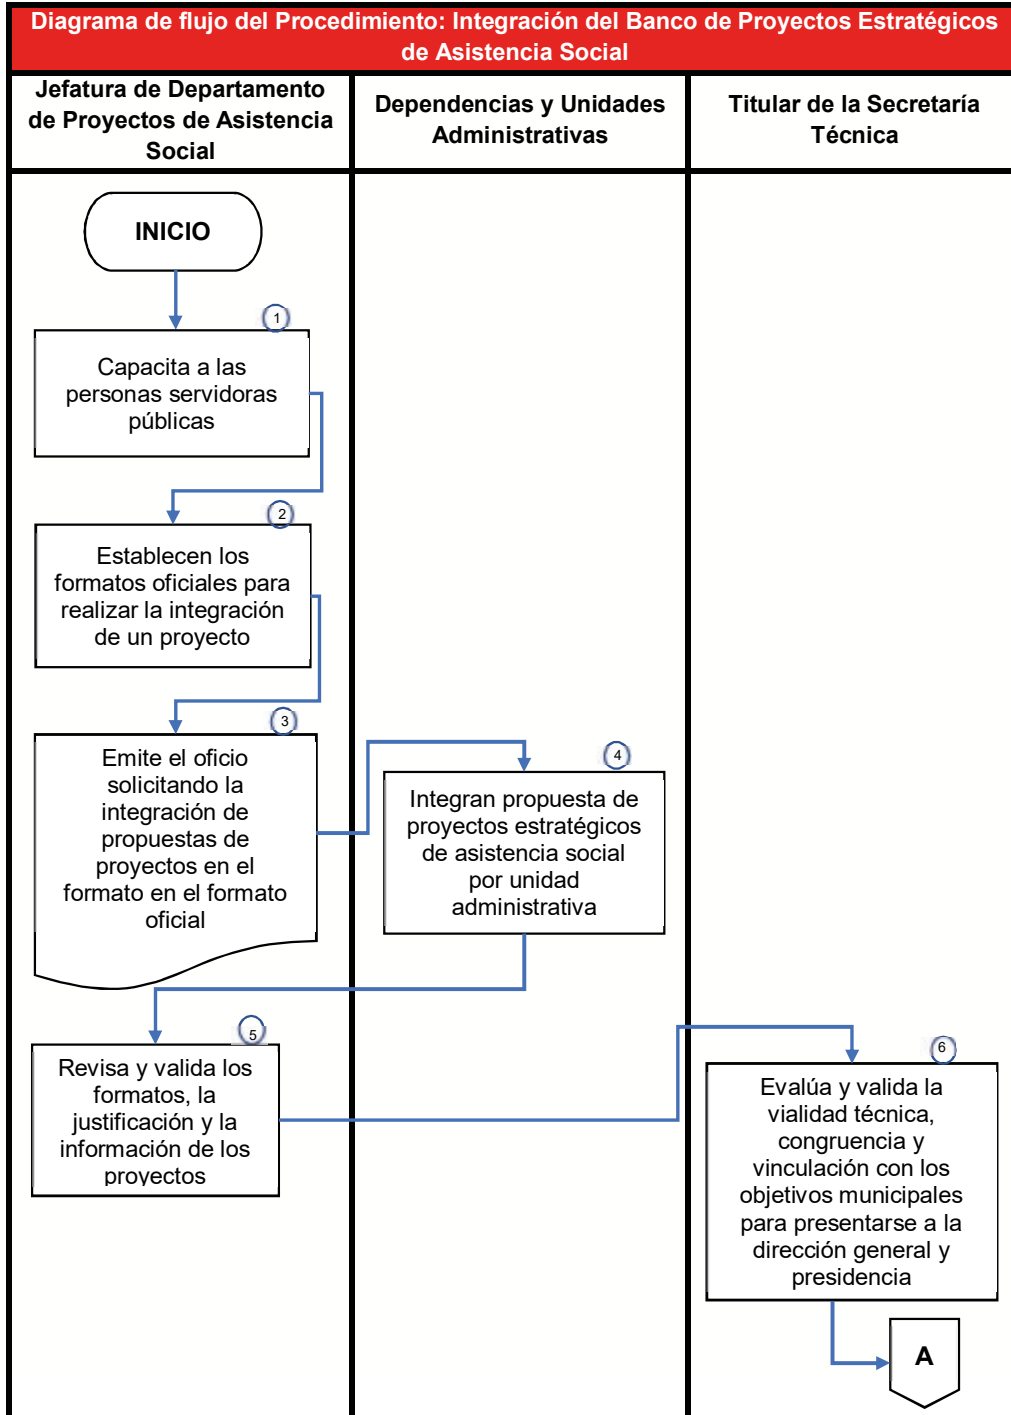 Diagrama de flujo del Procedimiento: Integración del Banco de Proyectos Estratégicos
de Asistencia Social
Jefatura de Departamento
de Proyectos de Asistencia
Social
Dependencias y Unidades
Administrativas
Titular de la Secretaría
Técnica
INICIO
1
Capacita a las
personas servidoras
públicas
2
Establecen los
formatos oficiales para
realizar la integración
de un proyecto
3
Emite el oficio
solicitando la
integración de
propuestas de
proyectos en el
formato en el formato
oficial
4
Integran propuesta de
proyectos estratégicos
de asistencia social
por unidad
administrativa
5
Revisa y valida los
formatos, la
justificación y la
información de los
proyectos
6
Evalúa y valida la
vialidad técnica,
congruencia y
vinculación con los
objetivos municipales
para presentarse a la
dirección general y
presidencia
A